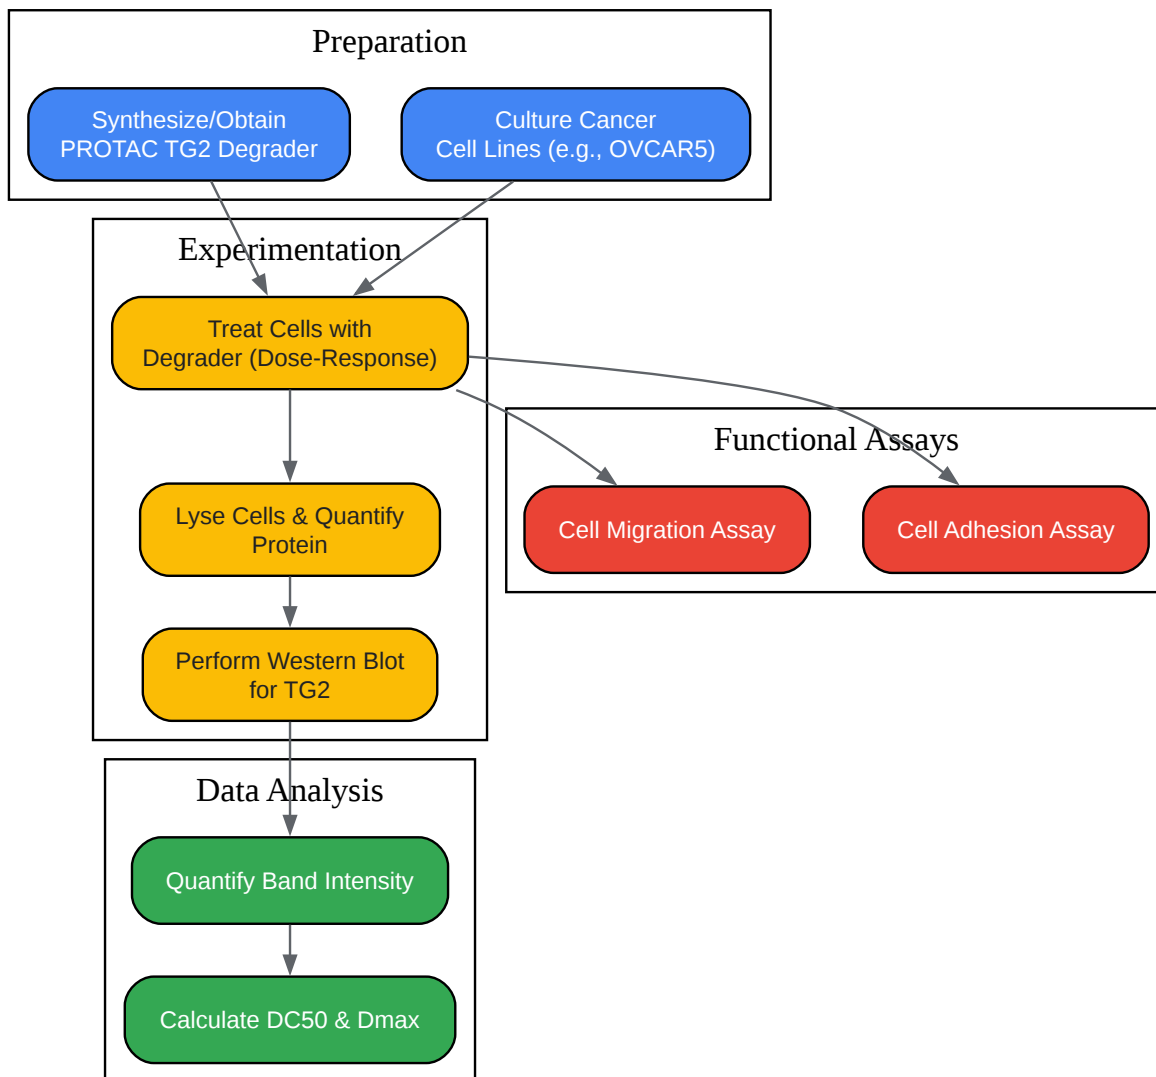 Preparation
Synthesize/Obtain
PROTAC TG2 Degrader
Culture Cancer
Cell Lines (e.g., OVCAR5)
Experimentation
Treat Cells with
Degrader (Dose-Response)
Functional Assays
Cell Migration Assay
Cell Adhesion Assay
Lyse Cells & Quantify
Protein
Perform Western Blot
for TG2
Data Analysis
Quantify Band Intensity
Calculate DC50 & Dmax